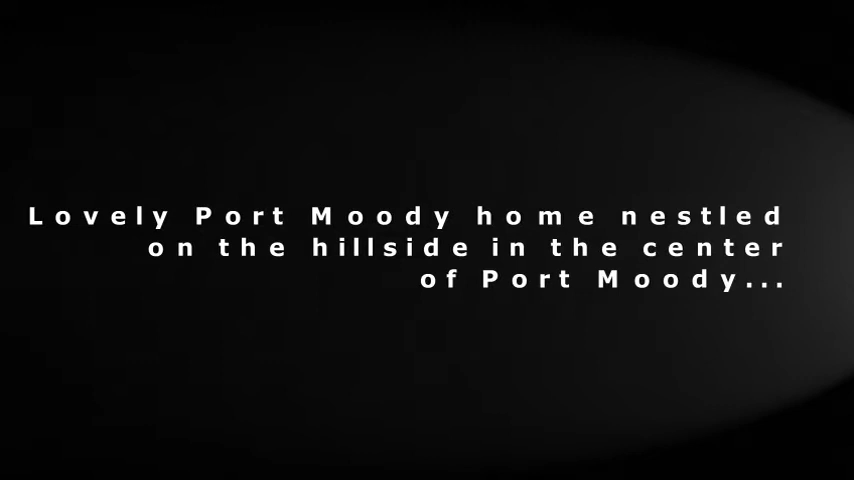 Lovely Port Moody home nestled
on the hillside in the center
of Port Moody...